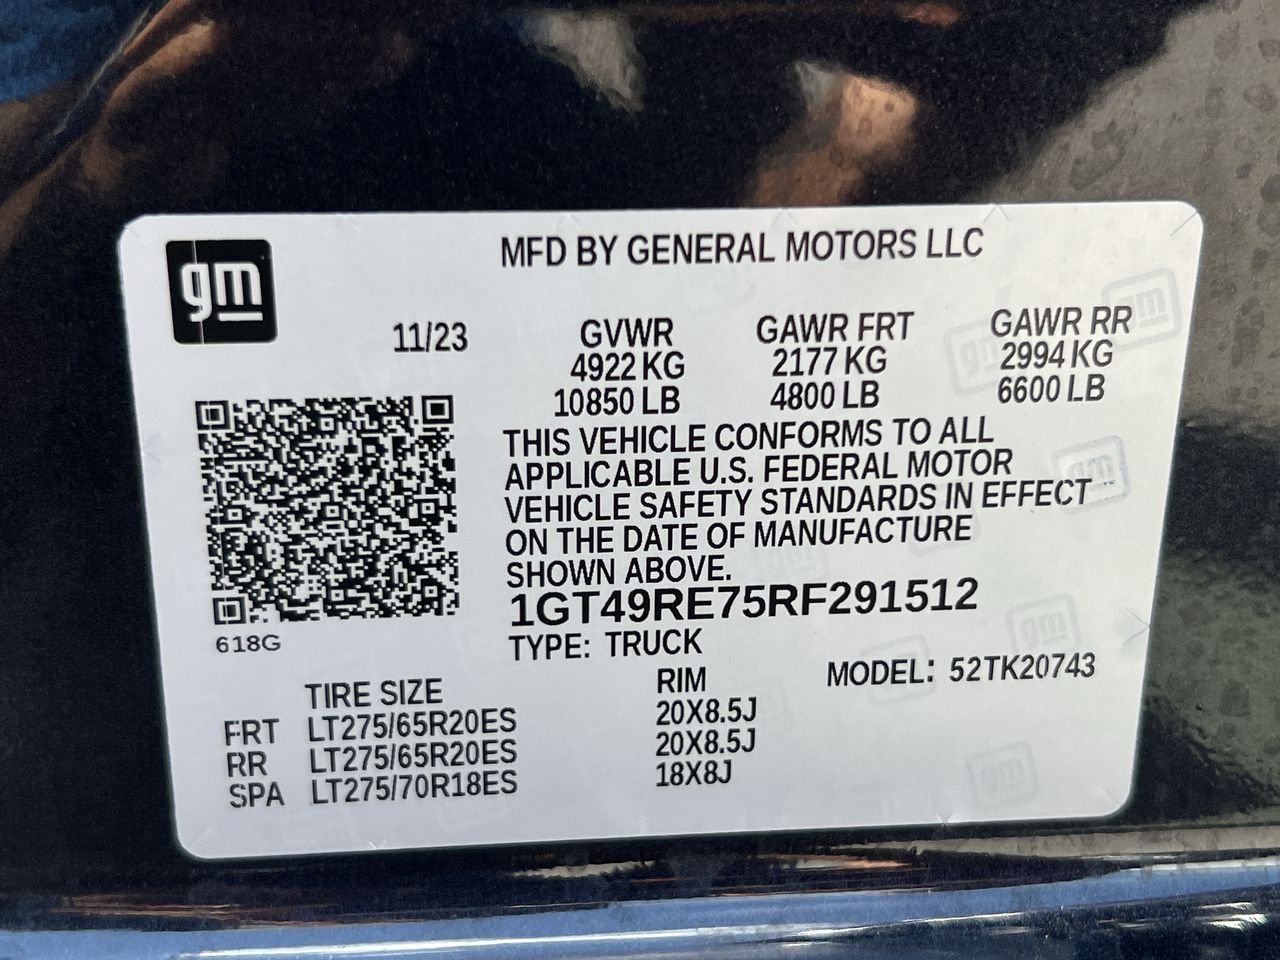 gm
MFD BY GENERAL MOTORS LLC
11/23 GVWR GAWR FRT GAWR RR
4922 KG 2177 KG 2994 KG
10850 LB 4800 LB 6600 LB
THIS VEHICLE CONFORMS TO ALL
APPLICABLE U.S. FEDERAL MOTOR
VEHICLE SAFETY STANDARDS IN EFFECT
ON THE DATE OF MANUFACTURE
SHOWN ABOVE.
1GT49RE75RF291512
618G
TYPE: TRUCK
MODEL: 52TK20743
TIRE SIZE RIM
FRT LT275/65R20ES 20X8.5J
RR LT275/65R20ES 20X8.5J
SPA LT275/70R18ES 18X8J